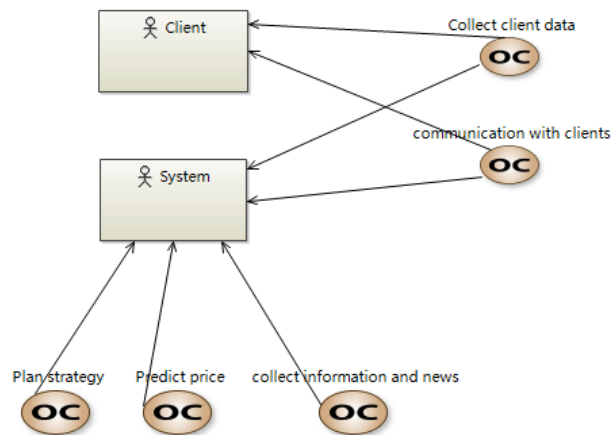 Client
Collect client data
OC
communication with clients
OC
System
Plan strategy
Predict price
collect information and news
OC
OC
OC